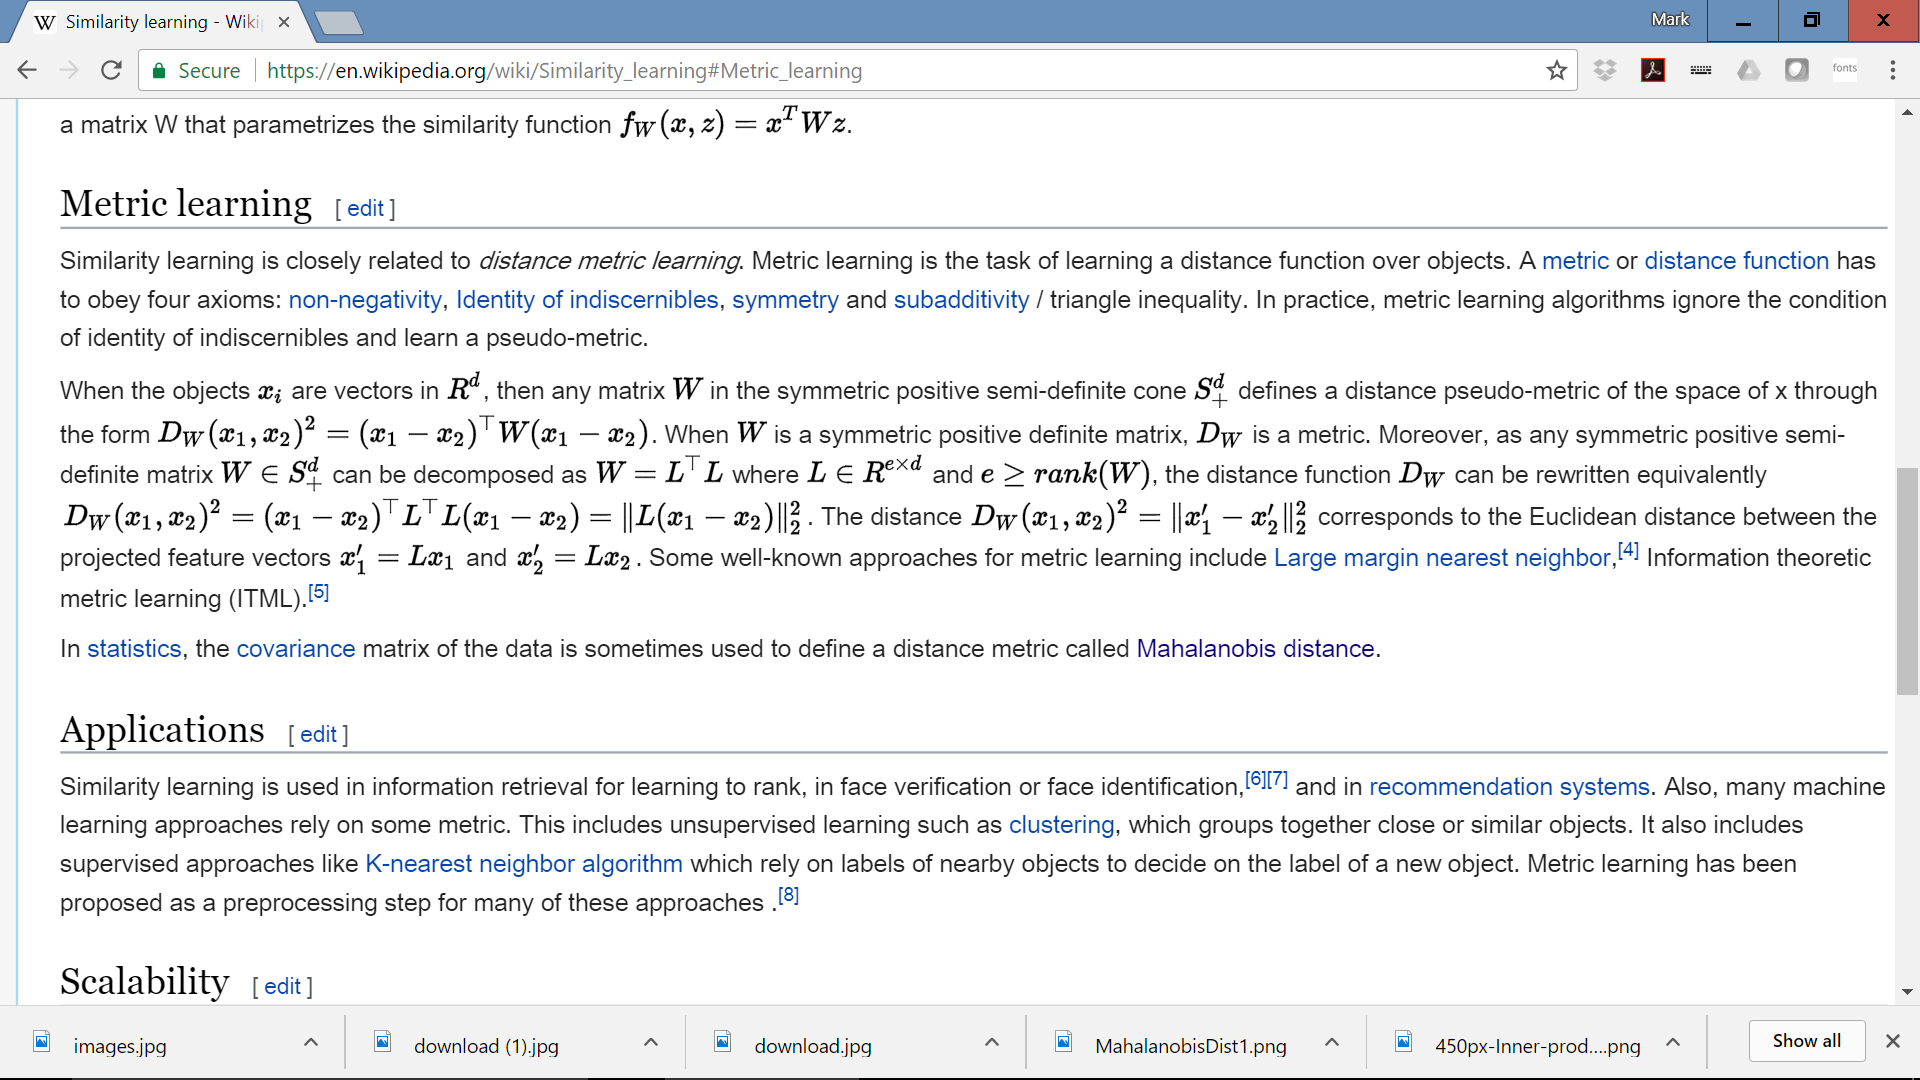 W Similarity learning - Wiki
Mark
Secure https://en.wikipedia.org/wiki/Similarity_learning#Metric_learning
fonts
a matrix W that parametrizes the similarity function f_W(x, z) = x^T W z.
Metric learning [ edit ]
Similarity learning is closely related to distance metric learning. Metric learning is the task of learning a distance function over objects. A metric or distance function has
to obey four axioms: non-negativity, Identity of indiscernibles, symmetry and subadditivity / triangle inequality. In practice, metric learning algorithms ignore the condition
of identity of indiscernibles and learn a pseudo-metric.
When the objects x_i are vectors in R^d, then any matrix W in the symmetric positive semi-definite cone S_+^d defines a distance pseudo-metric of the space of x through
the form D_W(x_1, x_2)^2 = (x_1 − x_2)^⊤ W(x_1 − x_2). When W is a symmetric positive definite matrix, D_W is a metric. Moreover, as any symmetric positive semi-
definite matrix W ∈ S_+^d can be decomposed as W = L^⊤ L where L ∈ R^{e×d} and e ≥ rank(W), the distance function D_W can be rewritten equivalently
D_W(x_1, x_2)^2 = (x_1 − x_2)^⊤ L^⊤ L(x_1 − x_2) = ‖L(x_1 − x_2)‖_2^2. The distance D_W(x_1, x_2)^2 = ‖x_1′ − x_2′‖_2^2 corresponds to the Euclidean distance between the
projected feature vectors x_1′ = Lx_1 and x_2′ = Lx_2. Some well-known approaches for metric learning include Large margin nearest neighbor,[4] Information theoretic
metric learning (ITML).[5]
In statistics, the covariance matrix of the data is sometimes used to define a distance metric called Mahalanobis distance.
Applications [ edit ]
Similarity learning is used in information retrieval for learning to rank, in face verification or face identification,[6][7] and in recommendation systems. Also, many machine
learning approaches rely on some metric. This includes unsupervised learning such as clustering, which groups together close or similar objects. It also includes
supervised approaches like K-nearest neighbor algorithm which rely on labels of nearby objects to decide on the label of a new object. Metric learning has been
proposed as a preprocessing step for many of these approaches .[8]
Scalability [ edit ]
images.jpg download (1).jpg download.jpg MahalanobisDist1.png 450px-Inner-prod....png Show all